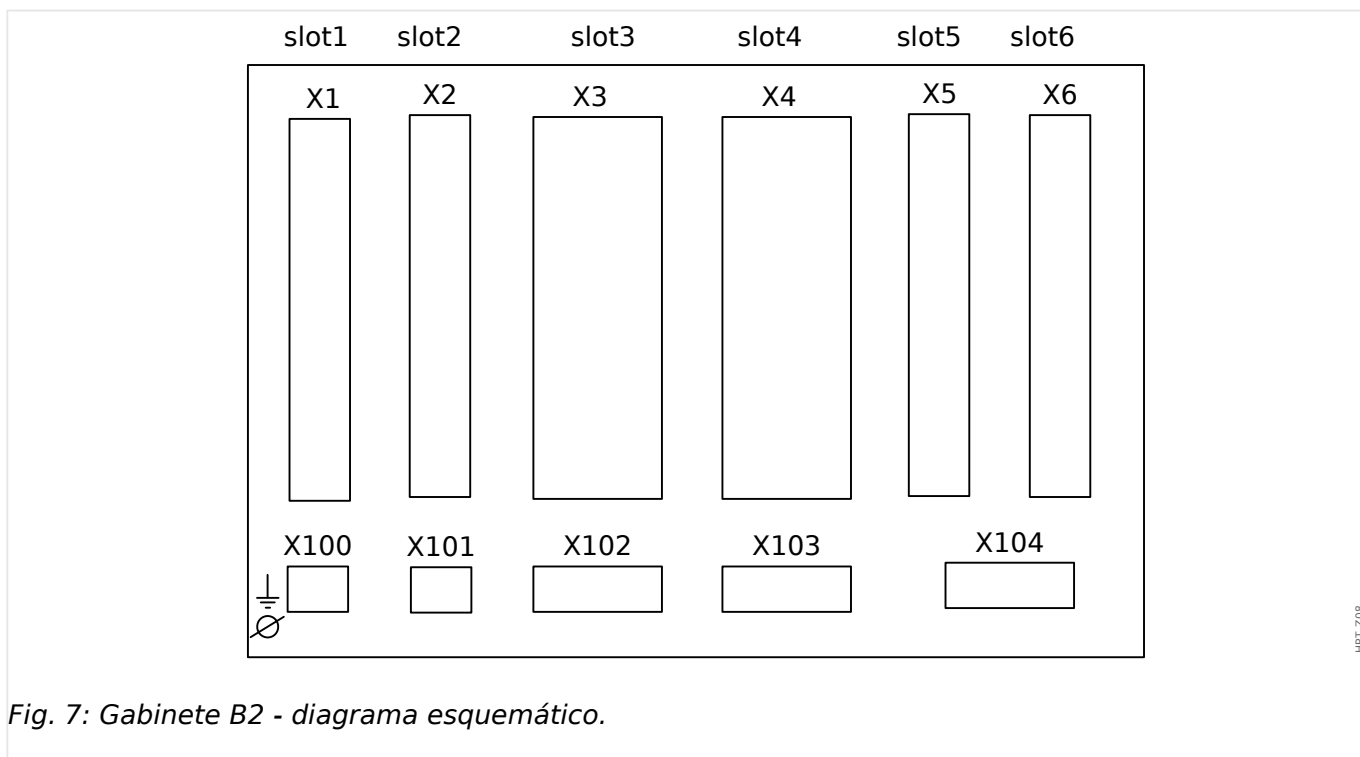 slot1 slot2 slot3 slot4 slot5 slot6
X1 X2 X3 X4 X5 X6
X100 X101 X102 X103 X104
Fig. 7: Gabinete B2 - diagrama esquemático.